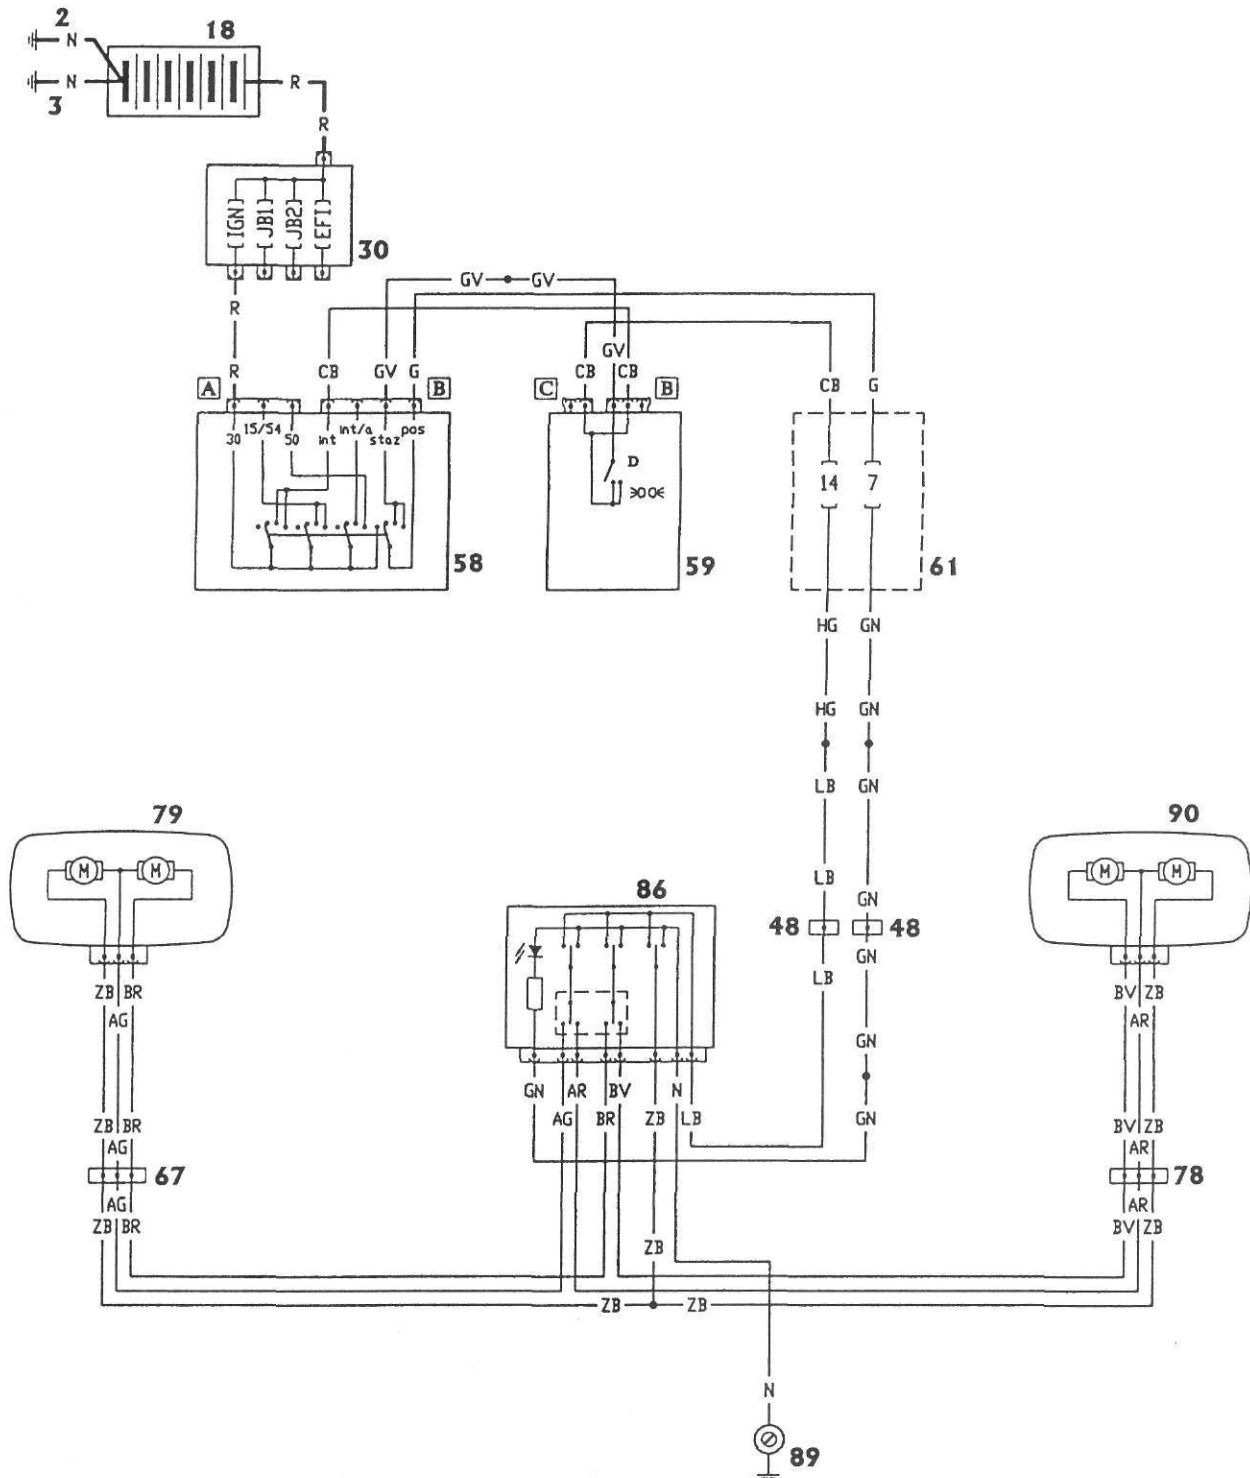 2
N
18
N
3
R
R
IGN
JB1
JB2
EFI
30
R
GV GV
R CB GV G
GV
CB CB
CB G
A B C B
30 15/54 50 int int/a staz pos
D
14 7
58
59
61
HG GN
HG GN
LB GN
79
90
86
LB
GN
48 48
GN
LB
M M
M M
ZB BR
AG
BV ZB
AR
GN
GN AR BV N
AG BR ZB LB
GN
ZB BR
AG
67
AG
ZB BR
BV ZB
AR
78
AR
BV ZB
ZB
ZB ZB
N
89